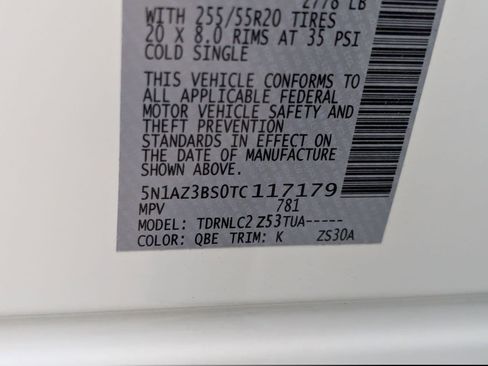 2778 LB
WITH 255/55R20 TIRES
20 X 8.0 RIMS AT 35 PSI
COLD SINGLE
THIS VEHICLE CONFORMS TO
ALL APPLICABLE FEDERAL
MOTOR VEHICLE SAFETY AND
THEFT PREVENTION
STANDARDS IN EFFECT ON
THE DATE OF MANUFACTURE
SHOWN ABOVE.
5N1AZ3BS0TC117179
MPV 781
MODEL: TDRNLC2 Z53TUA-----
COLOR: QBE TRIM: K ZS30A